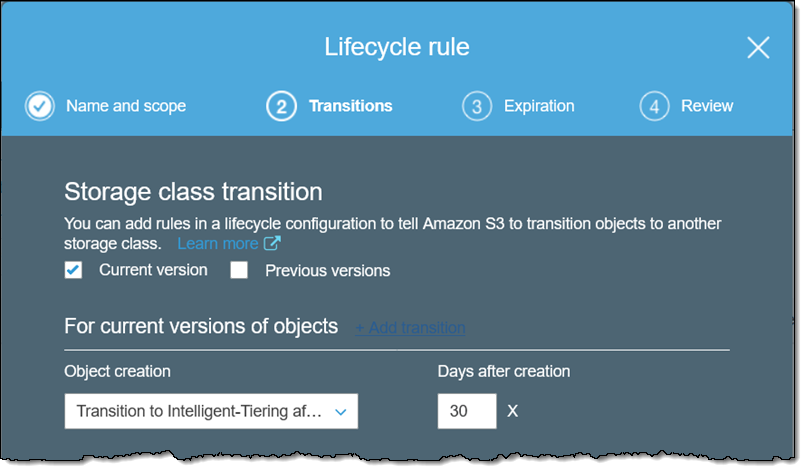 Lifecycle rule
Name and scope
2 Transitions
3 Expiration
4 Review
Storage class transition
You can add rules in a lifecycle configuration to tell Amazon S3 to transition objects to another
storage class. Learn more
Current version Previous versions
For current versions of objects + Add transition
Object creation Days after creation
Transition to Intelligent-Tiering af... 30 X